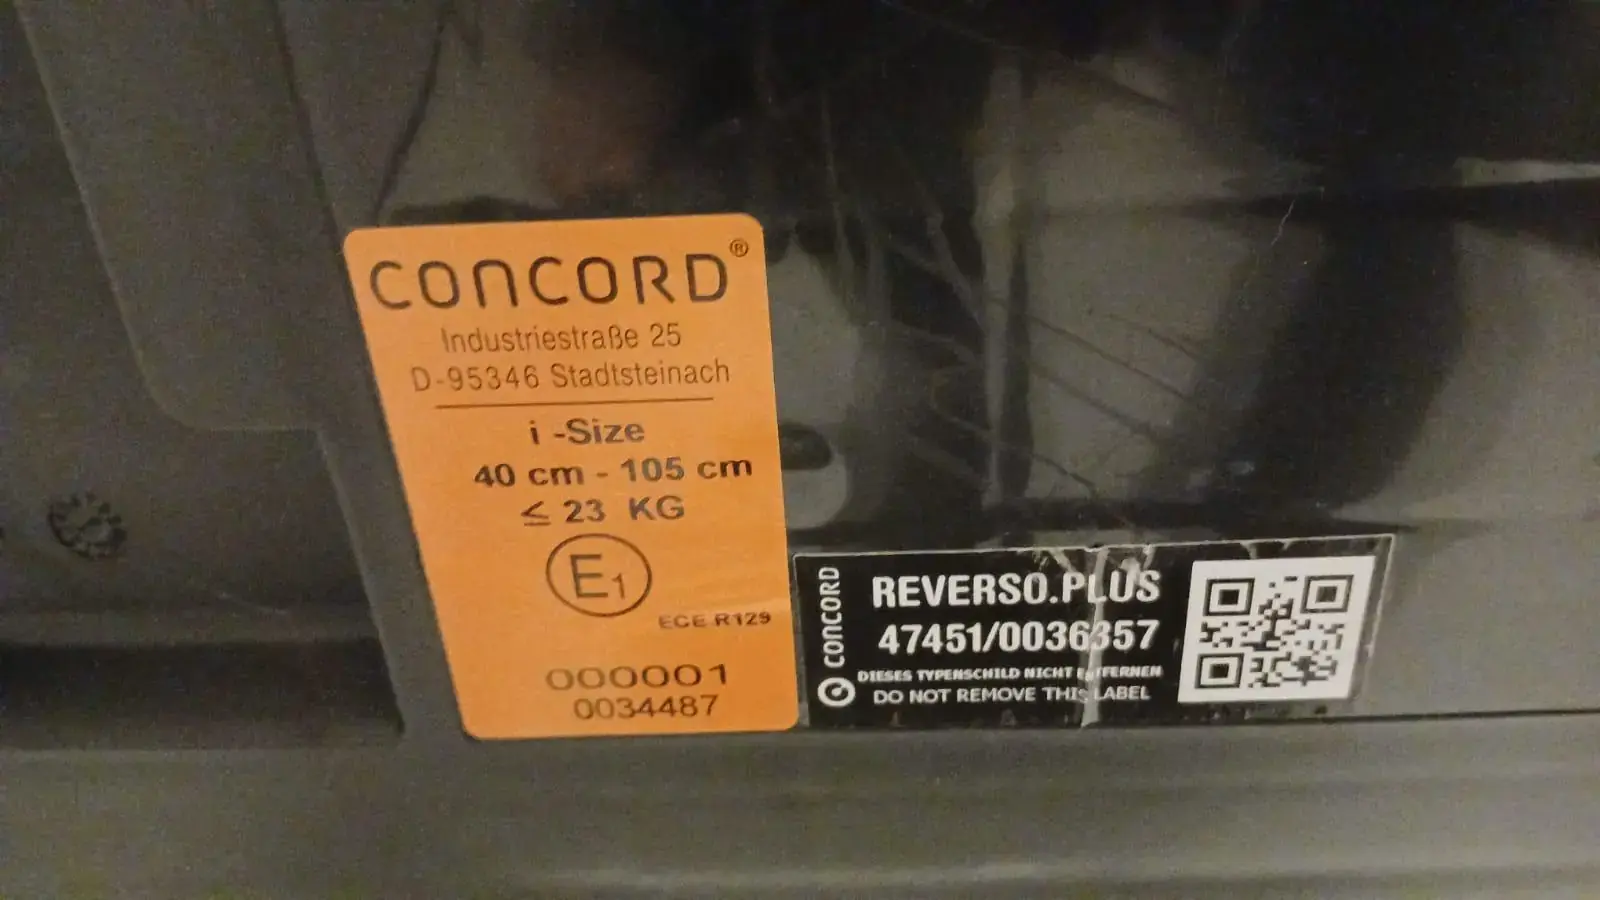 CONCORD®
Industriestraße 25
D-95346 Stadtsteinach
i -Size
40 cm - 105 cm
≤ 23 KG
E1
ECE R129
000001
0034487
CONCORD
REVERSO.PLUS
47451/0036357
DIESES TYPENSCHILD NICHT ENTFERNEN
DO NOT REMOVE THIS LABEL